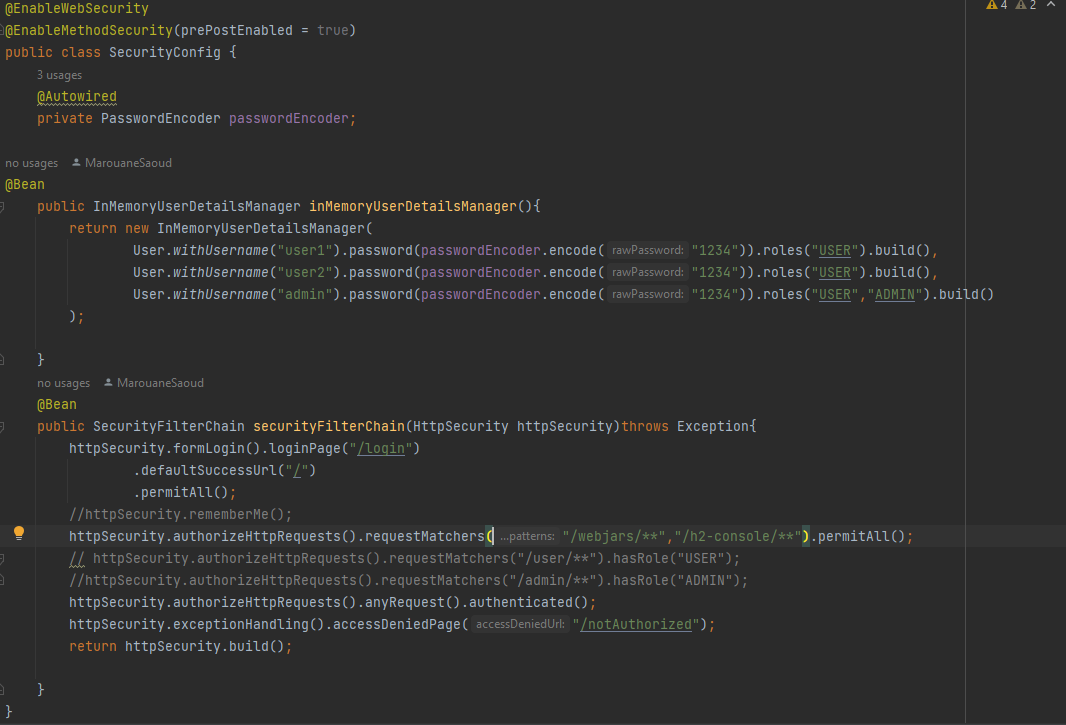 @EnableWebSecurity
4 2
@EnableMethodSecurity(prePostEnabled = true)
public class SecurityConfig {
3 usages
@Autowired
private PasswordEncoder passwordEncoder;
no usages MarouaneSaoud
@Bean
public InMemoryUserDetailsManager inMemoryUserDetailsManager(){
return new InMemoryUserDetailsManager(
User.withUsername("user1").password(passwordEncoder.encode( rawPassword: "1234")).roles("USER").build(),
User.withUsername("user2").password(passwordEncoder.encode( rawPassword: "1234")).roles("USER").build(),
User.withUsername("admin").password(passwordEncoder.encode( rawPassword: "1234")).roles("USER","ADMIN").build()
);
}
no usages MarouaneSaoud
@Bean
public SecurityFilterChain securityFilterChain(HttpSecurity httpSecurity)throws Exception{
httpSecurity.formLogin().loginPage("/login")
.defaultSuccessUrl("/")
.permitAll();
//httpSecurity.rememberMe();
httpSecurity.authorizeHttpRequests().requestMatchers( ...patterns: "/webjars/**","/h2-console/**").permitAll();
// httpSecurity.authorizeHttpRequests().requestMatchers("/user/**").hasRole("USER");
//httpSecurity.authorizeHttpRequests().requestMatchers("/admin/**").hasRole("ADMIN");
httpSecurity.authorizeHttpRequests().anyRequest().authenticated();
httpSecurity.exceptionHandling().accessDeniedPage( accessDeniedUrl: "/notAuthorized");
return httpSecurity.build();
}
}